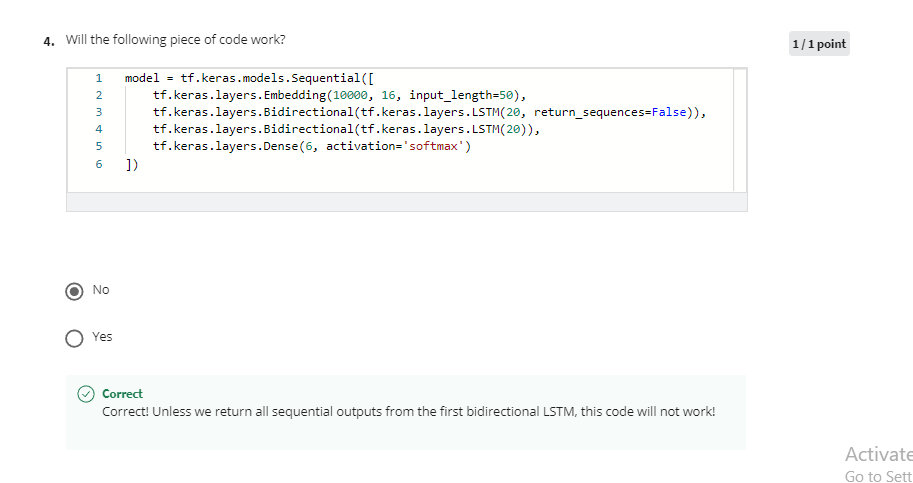 4. Will the following piece of code work?
1/1 point
1 model = tf.keras.models.Sequential([
2 tf.keras.layers.Embedding(10000, 16, input_length=50),
3 tf.keras.layers.Bidirectional(tf.keras.layers.LSTM(20, return_sequences=False)),
4 tf.keras.layers.Bidirectional(tf.keras.layers.LSTM(20)),
5 tf.keras.layers.Dense(6, activation='softmax')
6 ])
No
Yes
Correct
Correct! Unless we return all sequential outputs from the first bidirectional LSTM, this code will not work!
Activate
Go to Sett